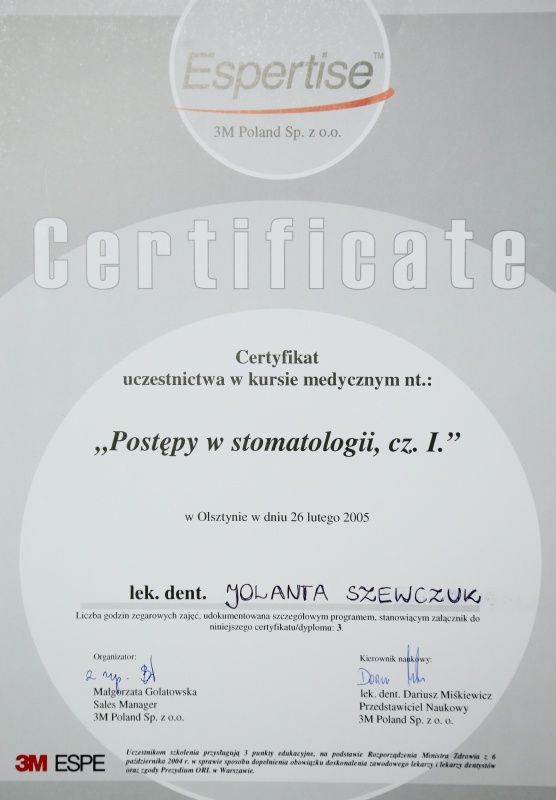 Espertise™
3M Poland Sp. z o.o.
Certificate
Certyfikat
uczestnictwa w kursie medycznym nt.:
„Postępy w stomatologii, cz. I.”
w Olsztynie w dniu 26 lutego 2005
lek. dent. JOLANTA SZEWCZUK
Liczba godzin zegarowych zajęć, udokumentowana szczegółowym programem, stanowiącym załącznik do
niniejszego certyfikatu/dyplomu: 3.
Organizator:
Małgorzata Golatowska
Sales Manager
3M Poland Sp. z o.o.
Kierownik naukowy:
lek. dent. Dariusz Miśkiewicz
Przedstawiciel Naukowy
3M Poland Sp. z o.o.
3M ESPE
Uczestnikom szkolenia przysługują 3 punkty edukacyjne, na podstawie Rozporządzenia Ministra Zdrowia z 6
października 2004 r. w sprawie sposobu dopełnienia obowiązku doskonalenia zawodowego lekarzy i lekarzy dentystów
oraz zgody Prezydium ORL w Warszawie.